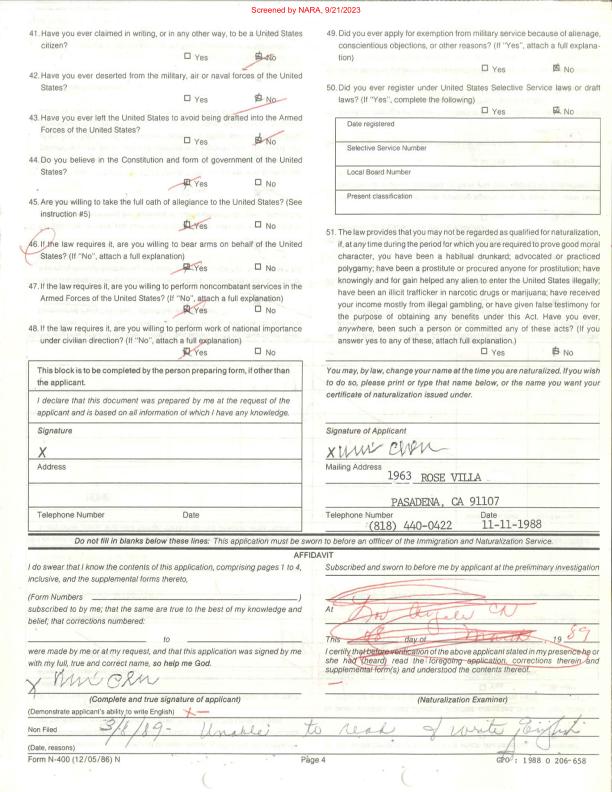 Screened by NARA, 9/21/2023
41. Have you ever claimed in writing, or in any other way, to be a United States
citizen?
☐ Yes ☒ No
42. Have you ever deserted from the military, air or naval forces of the United
States?
☐ Yes ☒ No
43. Have you ever left the United States to avoid being drafted into the Armed
Forces of the United States?
☐ Yes ☒ No
44. Do you believe in the Constitution and form of government of the United
States?
☒ Yes ☐ No
45. Are you willing to take the full oath of allegiance to the United States? (See
instruction #5)
☒ Yes ☐ No
46. If the law requires it, are you willing to bear arms on behalf of the United
States? (If "No", attach a full explanation)
☒ Yes ☐ No
47. If the law requires it, are you willing to perform noncombatant services in the
Armed Forces of the United States? (If "No", attach a full explanation)
☒ Yes ☐ No
48. If the law requires it, are you willing to perform work of national importance
under civilian direction? (If "No", attach a full explanation)
☒ Yes ☐ No
This block is to be completed by the person preparing form, if other than
the applicant.
I declare that this document was prepared by me at the request of the
applicant and is based on all information of which I have any knowledge.
Signature
X
Address
Telephone Number Date
49. Did you ever apply for exemption from military service because of alienage,
conscientious objections, or other reasons? (If "Yes", attach a full explana-
tion)
☐ Yes ☒ No
50. Did you ever register under United States Selective Service laws or draft
laws? (If "Yes", complete the following)
☐ Yes ☒ No
Date registered
Selective Service Number
Local Board Number
Present classification
51. The law provides that you may not be regarded as qualified for naturalization,
if, at any time during the period for which you are required to prove good moral
character, you have been a habitual drunkard; advocated or practiced
polygamy; have been a prostitute or procured anyone for prostitution; have
knowingly and for gain helped any alien to enter the United States illegally;
have been an illicit trafficker in narcotic drugs or marijuana; have received
your income mostly from illegal gambling, or have given false testimony for
the purpose of obtaining any benefits under this Act. Have you ever,
anywhere, been such a person or committed any of these acts? (If you
answer yes to any of these, attach full explanation.)
☐ Yes ☒ No
You may, by law, change your name at the time you are naturalized. If you wish
to do so, please print or type that name below, or the name you want your
certificate of naturalization issued under.
Signature of Applicant
X Chen
Mailing Address
1963 ROSE VILLA
PASADENA, CA 91107
Telephone Number Date
(818) 440-0422 11-11-1988
Do not fill in blanks below these lines: This application must be sworn to before an officer of the Immigration and Naturalization Service.
AFFIDAVIT
I do swear that I know the contents of this application, comprising pages 1 to 4,
inclusive, and the supplemental forms thereto,
(Form Numbers )
subscribed to by me; that the same are true to the best of my knowledge and
belief; that corrections numbered:
to
were made by me or at my request, and that this application was signed by me
with my full, true and correct name, so help me God.
X Chen
(Complete and true signature of applicant)
(Demonstrate applicant's ability to write English) X —
Subscribed and sworn to before me by applicant at the preliminary investigation
At Los Angeles CA
This day of March 19 89
I certify that before verification of the above applicant stated in my presence he or
she had (heard) read the foregoing application, corrections therein and
supplemental form(s) and understood the contents thereof.
(Naturalization Examiner)
Non Filed 3/8/89- Unable to read & write English
(Date, reasons)
Form N-400 (12/05/86) N Page 4 GPO : 1988 O 206-658